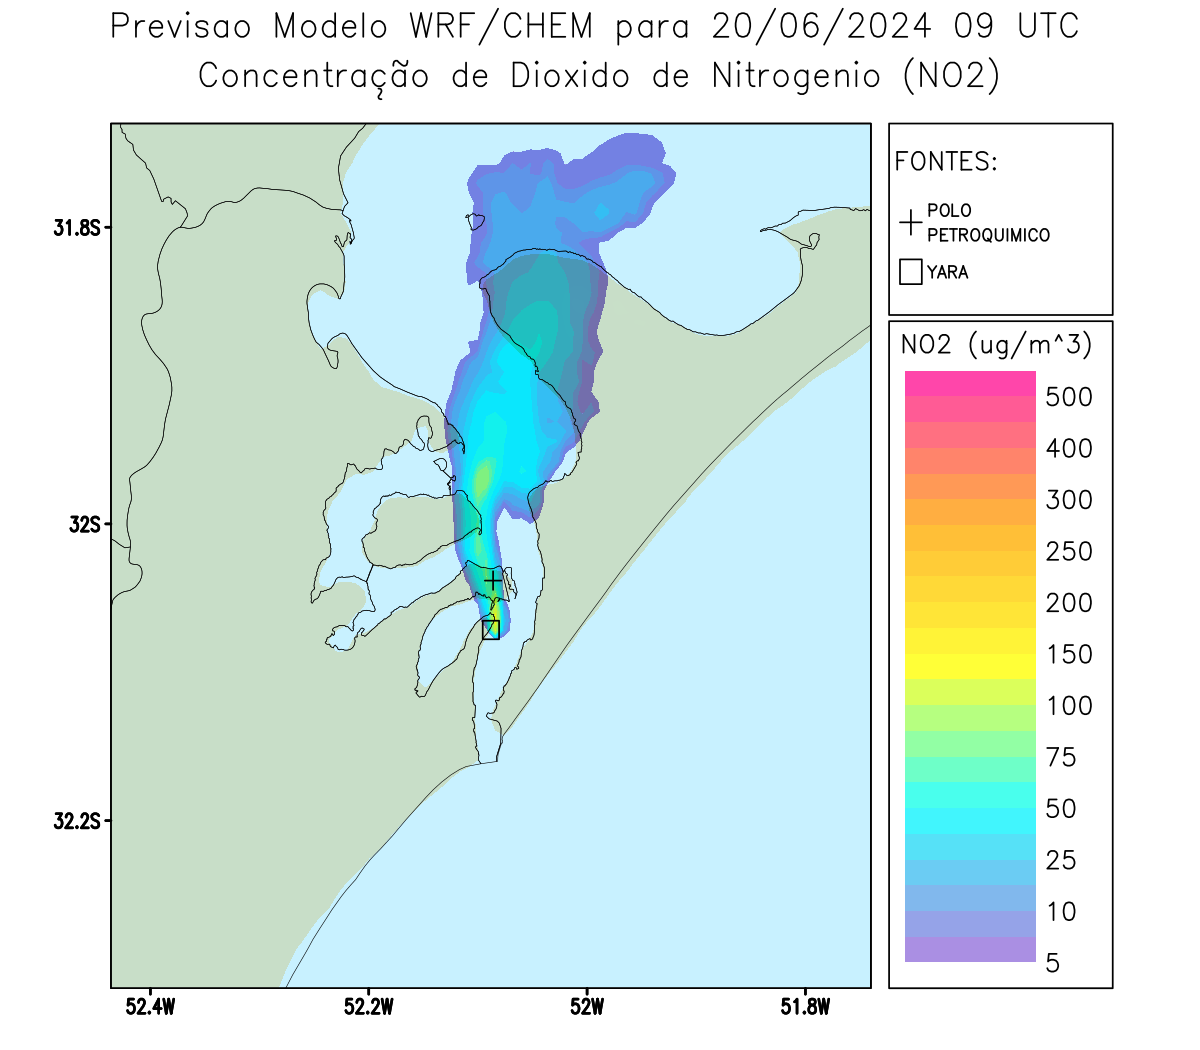 Previsao Modelo WRF/CHEM para 20/06/2024 09 UTC
Concentração de Dioxido de Nitrogenio (NO2)
FONTES:
POLO
PETROQUIMICO
YARA
NO2 (ug/m^3)
500
400
300
250
200
150
100
75
50
25
10
5
31.8S
32S
32.2S
52.4W
52.2W
52W
51.8W